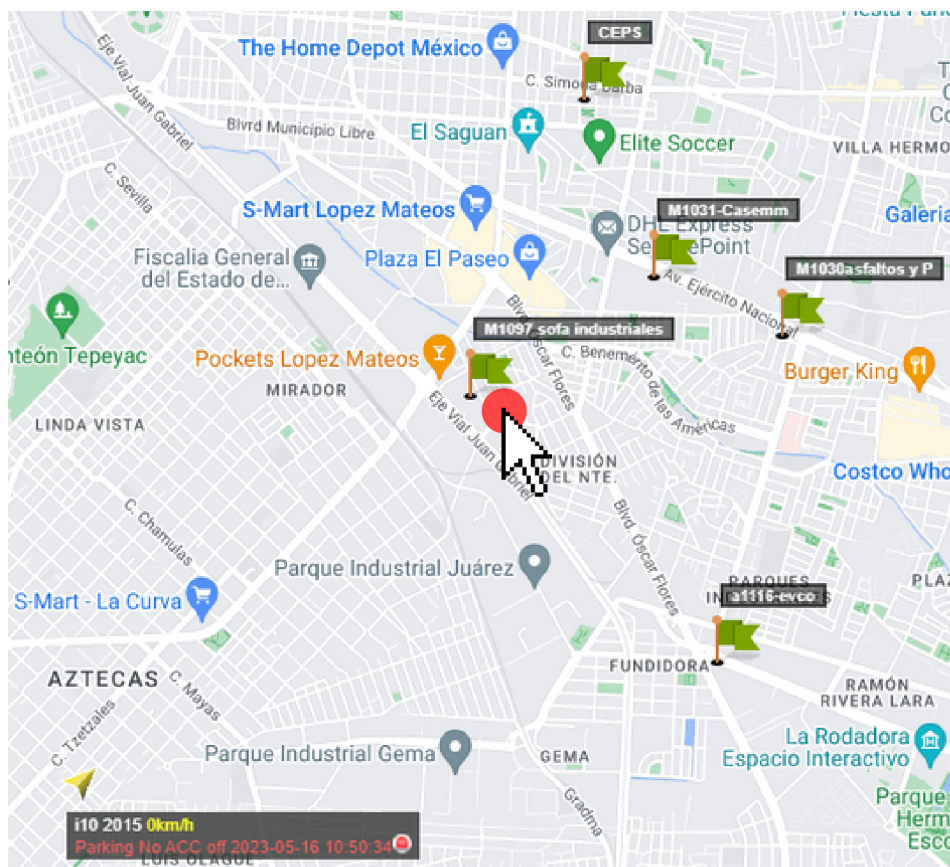 CEPS
The Home Depot México
C. Simona Barba
Eje Vial Juan Gabriel
Blvrd Municipio Libre
El Saguan
Elite Soccer
VILLA HERMO
C. Sevilla
S-Mart Lopez Mateos
M1031-Casemm
DHL Express
Galeria
Fiscalia General
del Estado de...
Plaza El Paseo
M1030asfaltos y P
Av. Ejército Nacional
Blvd. Óscar Flores
M1097 sofa industriales
nteón Tepeyac
Pockets Lopez Mateos
C. Benemérito de las Américas
Burger King
MIRADOR
LINDA VISTA
Eje Vial Juan Gabriel
DIVISIÓN
DEL NTE.
Costco Who
C. Chamulas
Blvd. Óscar Flores
Parque Industrial Juárez
S-Mart - La Curva
PARQUES
a1116-evco
PLAZ
FUNDIDORA
AZTECAS
C. Mayas
RAMÓN
RIVERA LARA
C. Tzetzales
La Rodadora
Espacio Interactivo
Parque Industrial Gema
GEMA
Gradma
Parque
Herm
Esco
i10 2015 0km/h
Parking No ACC off 2023-05-16 10:50:34
LUIS OLAGUE